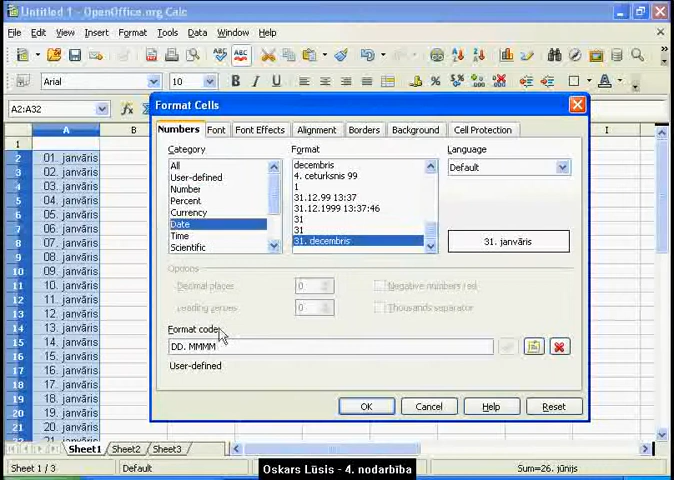 Untitled 1 - OpenOffice.org Calc
File Edit View Insert Format Tools Data Window Help
Arial 10
A2:A32
A B I
1
2 01. janvāris
3 02. janvāris
4 03. janvāris
5 04. janvāris
6 05. janvāris
7 06. janvāris
8 07. janvāris
9 08. janvāris
10 09. janvāris
11 10. janvāris
12 11. janvāris
13 12. janvāris
14 13. janvāris
15 14. janvāris
16 15. janvāris
17 16. janvāris
18 17. janvāris
19 18. janvāris
20 19. janvāris
21 20. janvāris
22 21. janvāris
Format Cells
Numbers Font Font Effects Alignment Borders Background Cell Protection
Category Format Language
All
User-defined
Number
Percent
Currency
Date
Time
Scientific
decembris
4. ceturksnis 99
1
31.12.99 13:37
31.12.1999 13:37:46
31
31
31. decembris
Default
31. janvāris
Options
Decimal places 0 Negative numbers red
Leading zeroes 0 Thousands separator
Format code
DD. MMMM
User-defined
OK Cancel Help Reset
Sheet1 Sheet2 Sheet3
Sheet 1 / 3 Default Sum=26. jūnijs
Oskars Lūsis - 4. nodarbība